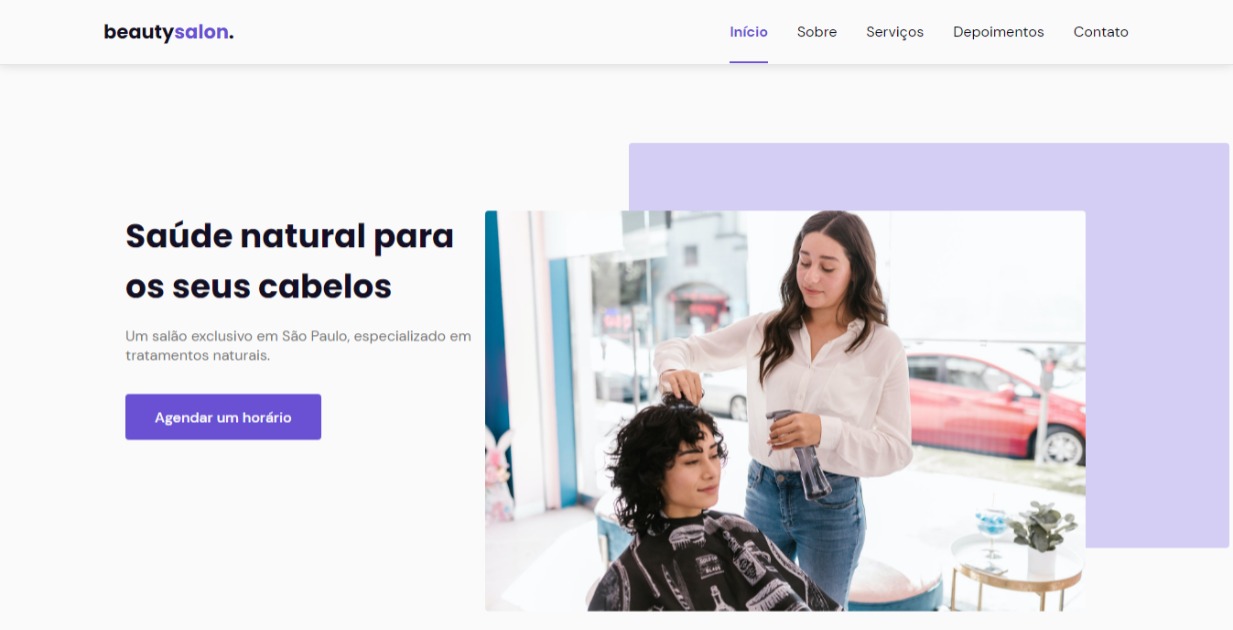 beautysalon.
Início Sobre Serviços Depoimentos Contato
Saúde natural para
os seus cabelos
Um salão exclusivo em São Paulo, especializado em
tratamentos naturais.
Agendar um horário